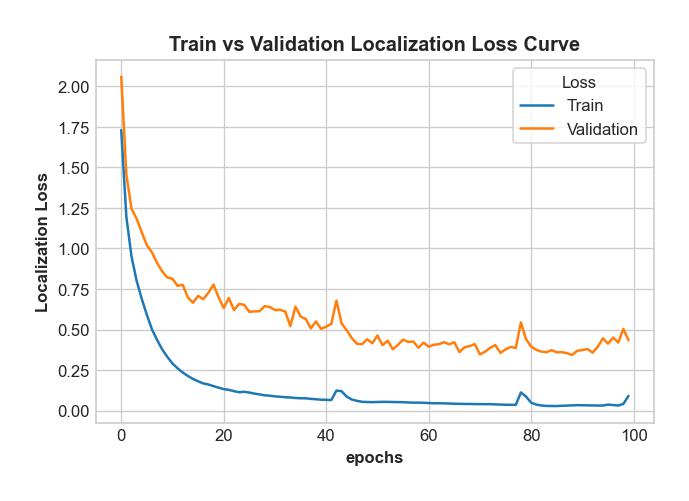 Train vs Validation Localization Loss Curve
Loss
Train
Validation
Localization Loss
2.00
1.75
1.50
1.25
1.00
0.75
0.50
0.25
0.00
0 20 40 60 80 100
epochs